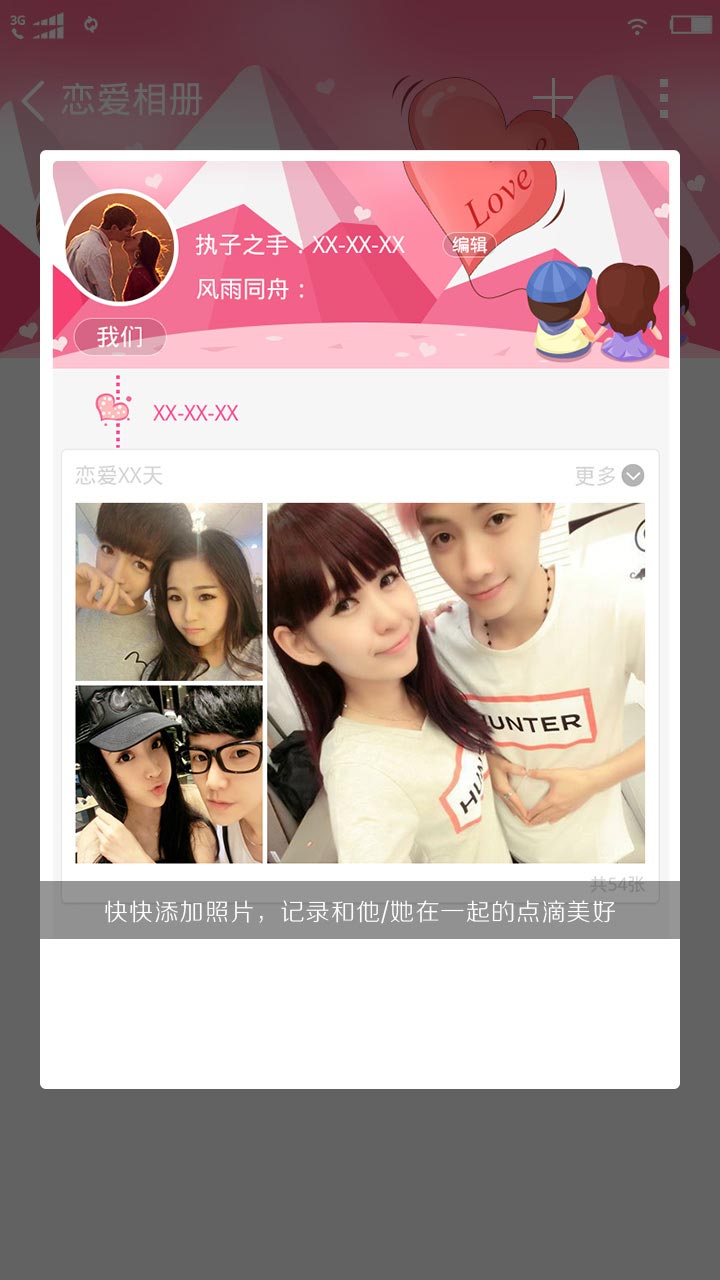 3G
恋爱相册
Love
执子之手：XX-XX-XX
编辑
风雨同舟：
我们
XX-XX-XX
恋爱XX天
更多
HUNTER
共54张
快快添加照片，记录和他/她在一起的点滴美好